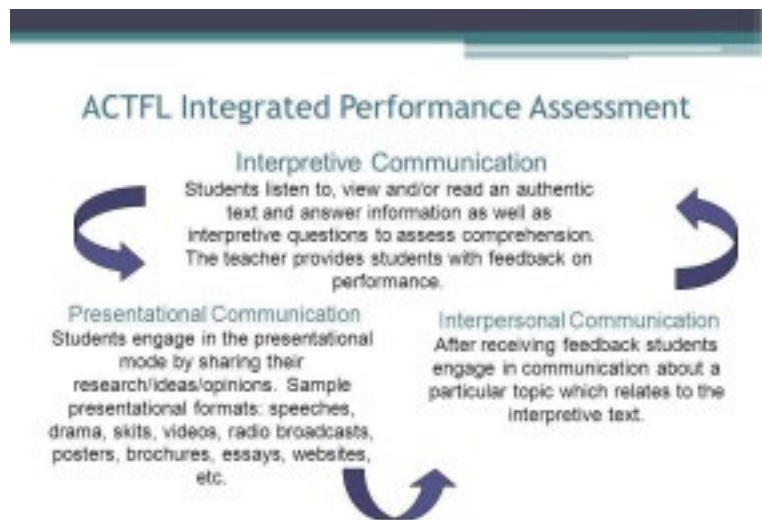 ACTFL Integrated Performance Assessment
Interpretive Communication
Students listen to, view and/or read an authentic
text and answer information as well as
interpretive questions to assess comprehension.
The teacher provides students with feedback on
performance.
Presentational Communication
Students engage in the presentational
mode by sharing their
research/ideas/opinions. Sample
presentational formats: speeches,
drama, skits, videos, radio broadcasts,
posters, brochures, essays, websites,
etc.
Interpersonal Communication
After receiving feedback students
engage in communication about a
particular topic which relates to the
interpretive text.